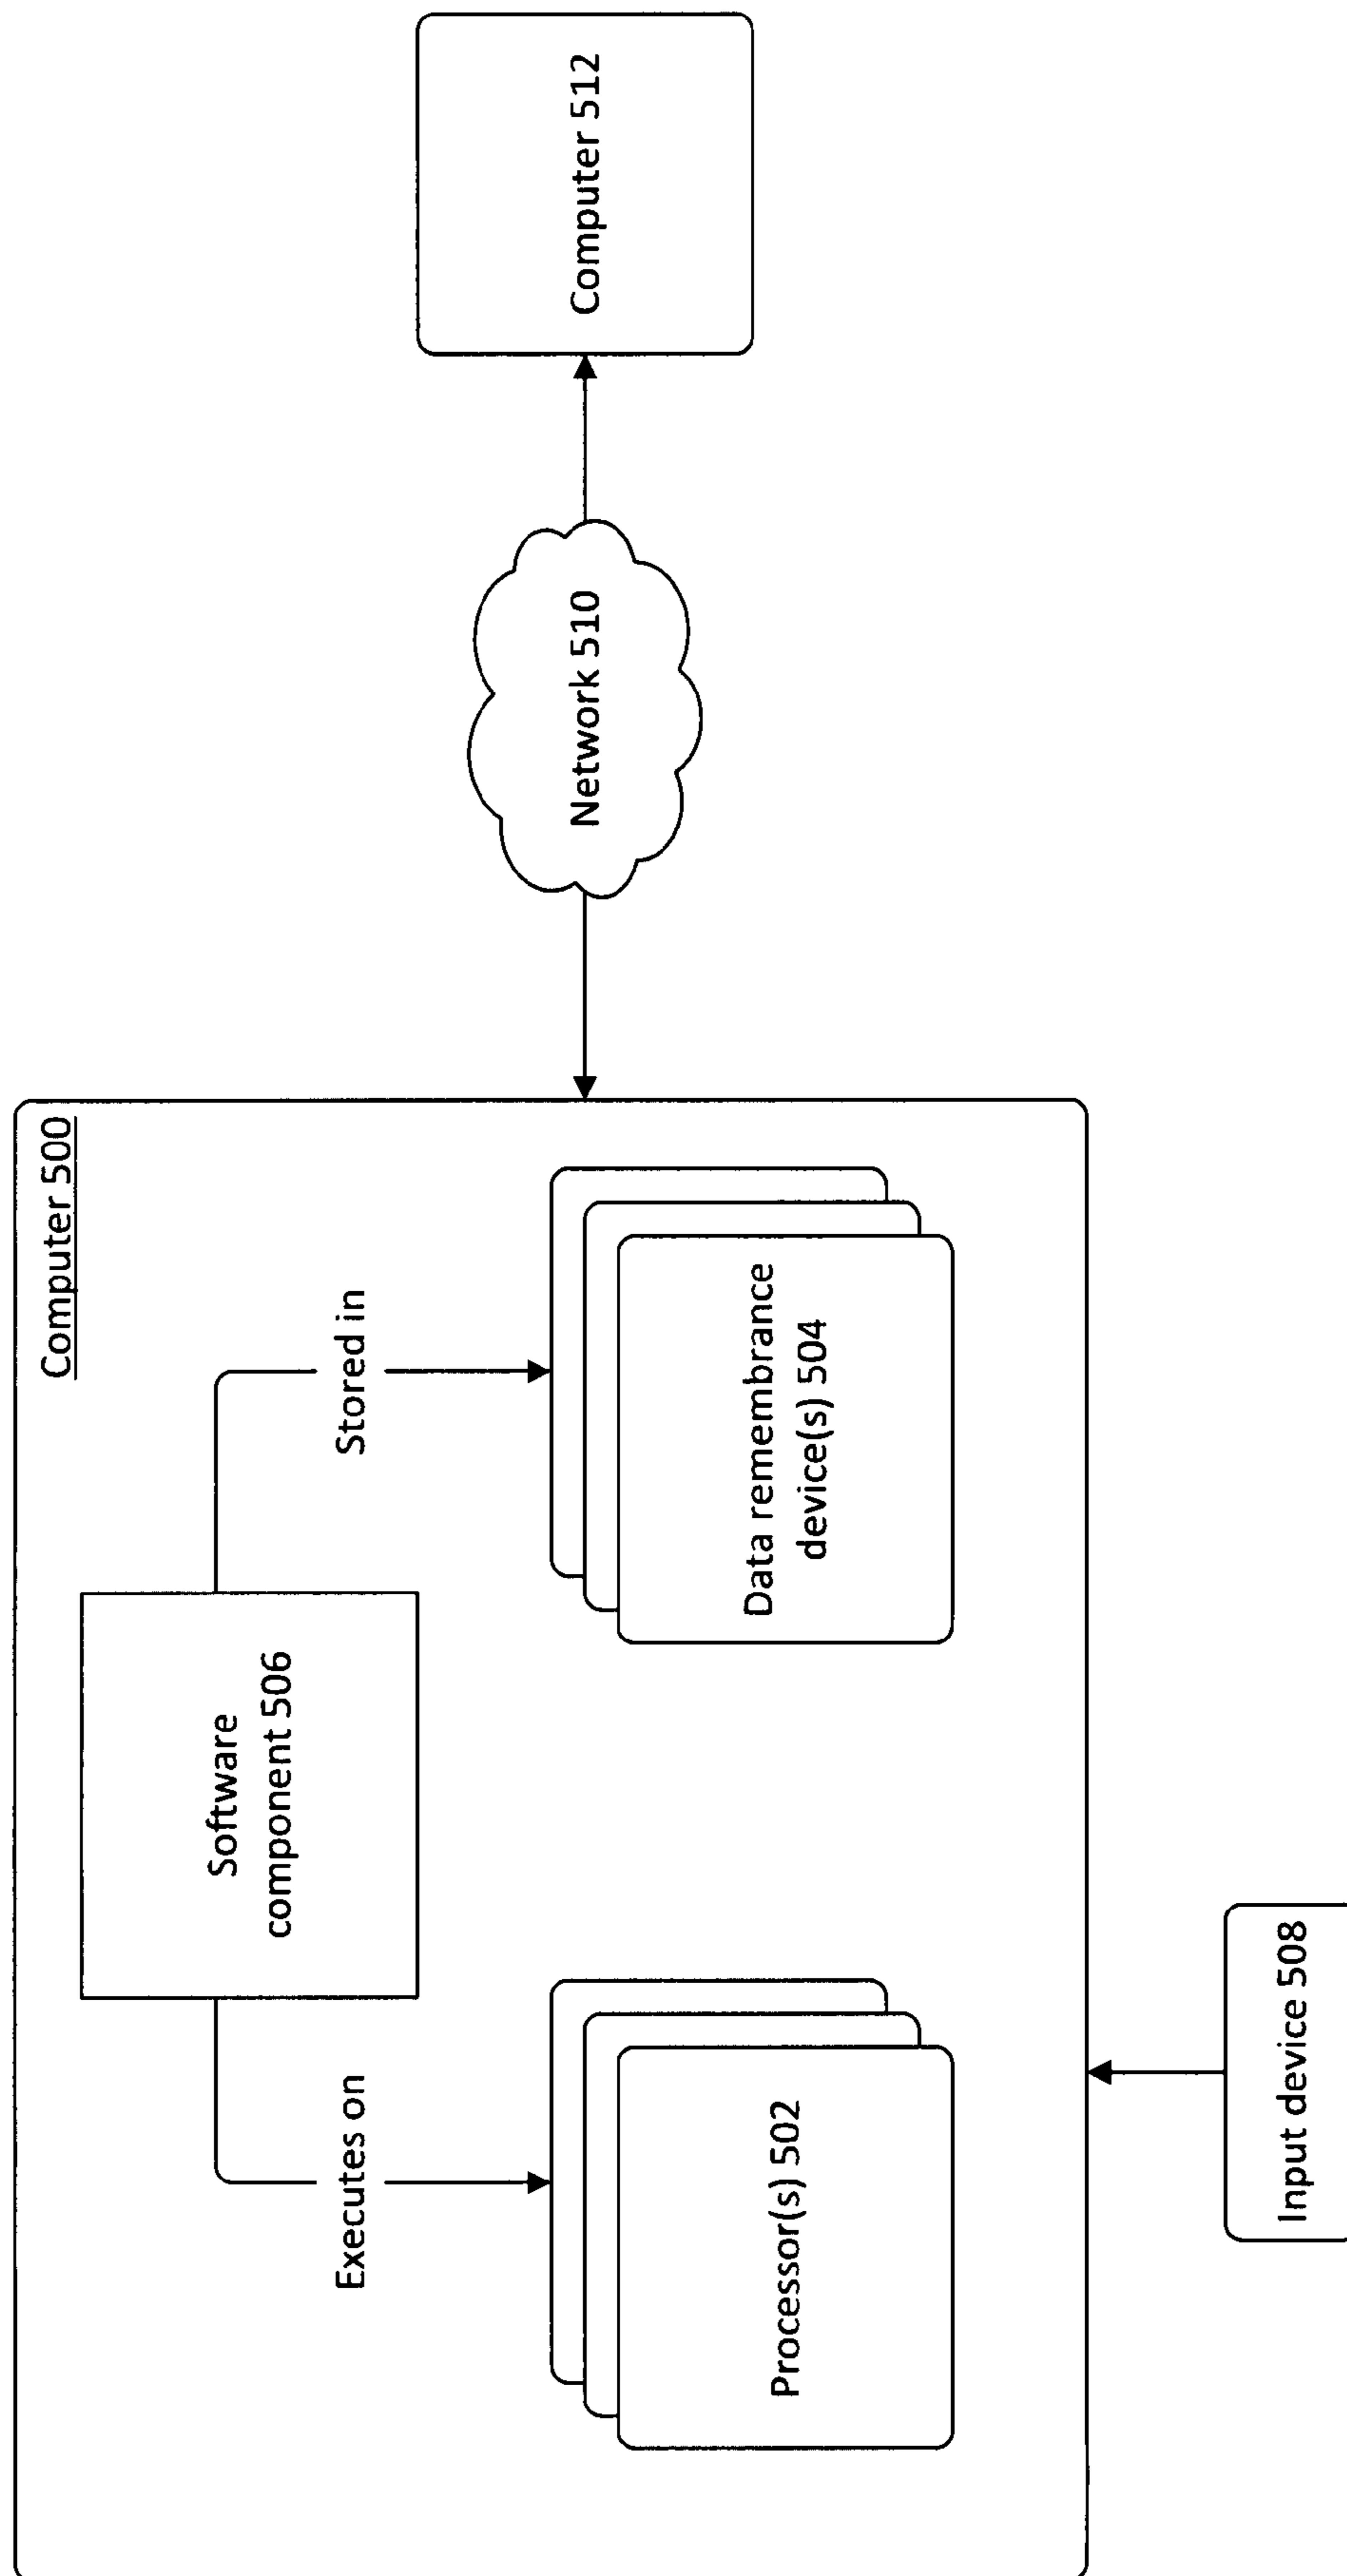 Computer 500
Software
component 506
Executes on
Stored in
Processor(s) 502
Data remembrance
device(s) 504
Input device 508
Network 510
Computer 512